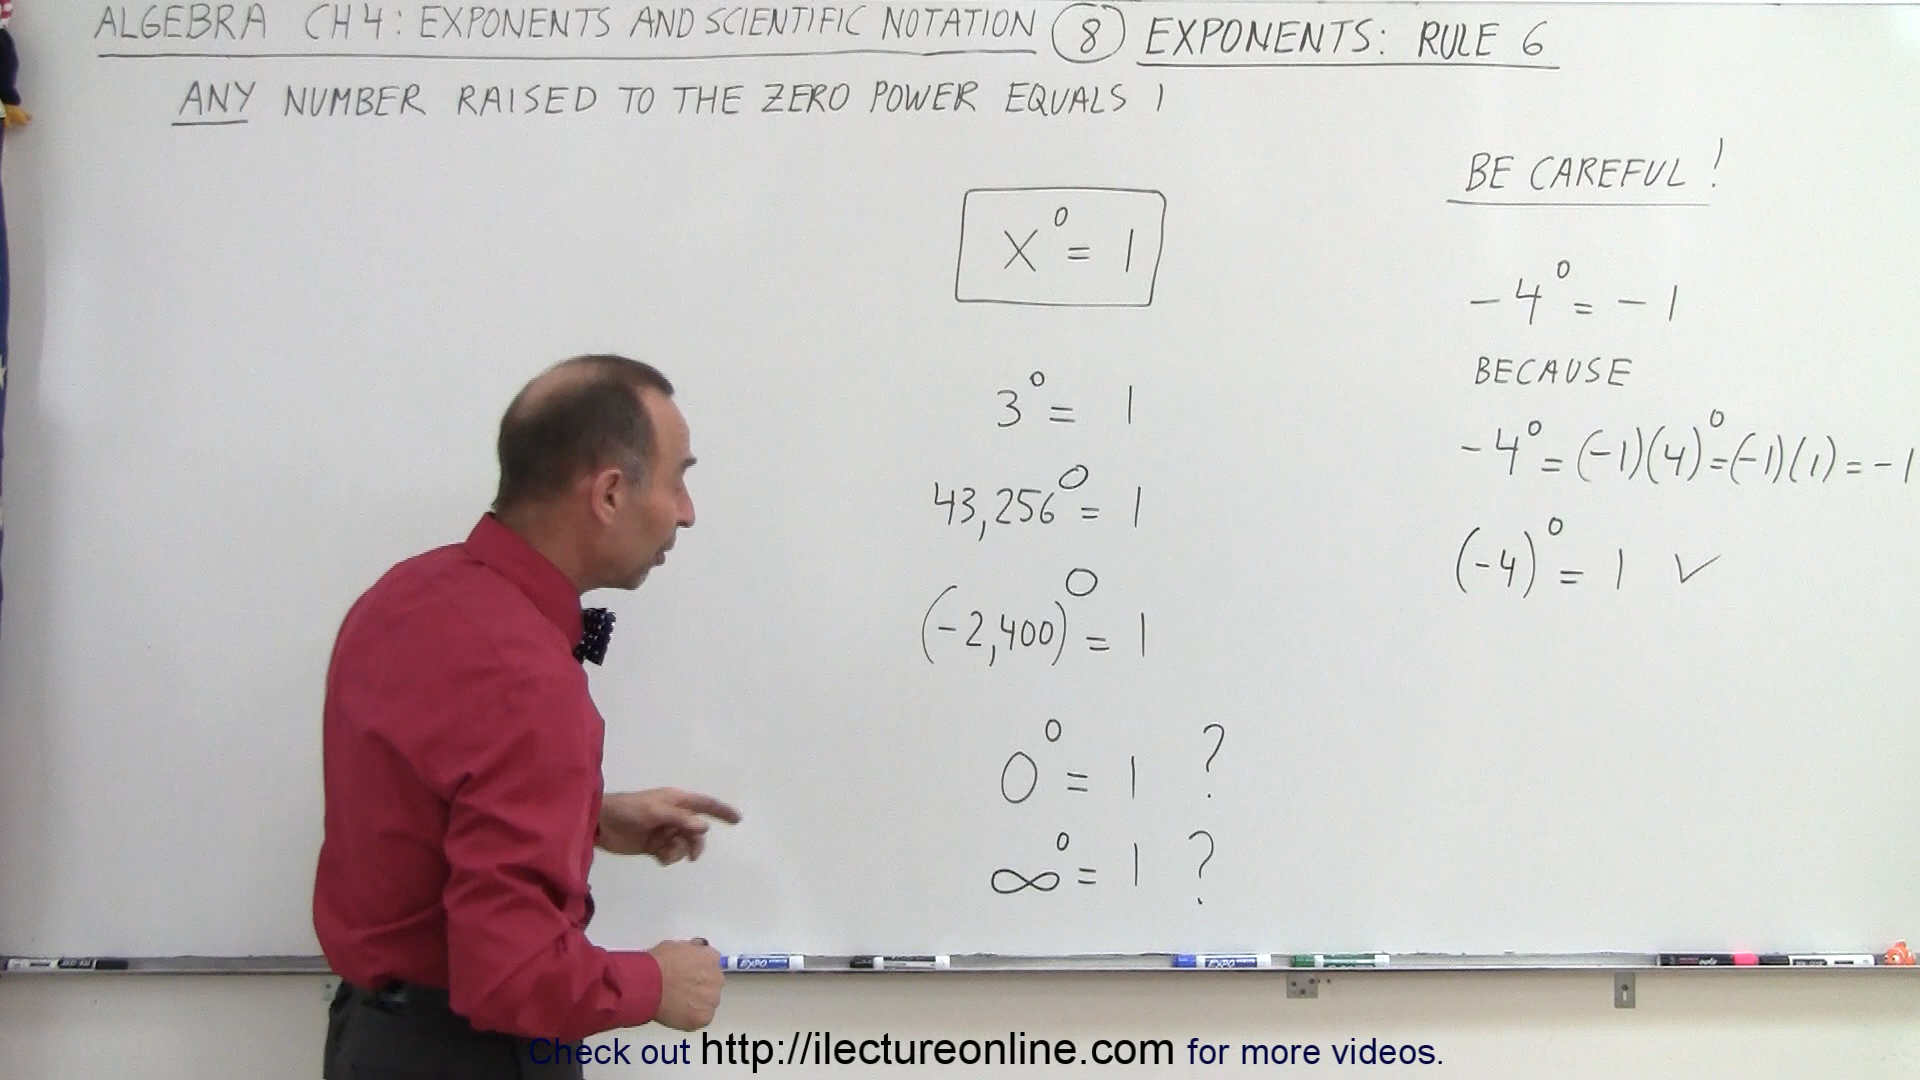 ALGEBRA CH 4: EXPONENTS AND SCIENTIFIC NOTATION (8) EXPONENTS: RULE 6
ANY NUMBER RAISED TO THE ZERO POWER EQUALS 1
X⁰ = 1
3⁰ = 1
43,256⁰ = 1
(-2,400)⁰ = 1
0⁰ = 1 ?
∞⁰ = 1 ?
BE CAREFUL!
-4⁰ = -1
BECAUSE
-4⁰ = (-1)(4)⁰ = (-1)(1) = -1
(-4)⁰ = 1 ✓
EXPO
EXPO
Check out http://ilectureonline.com for more videos.